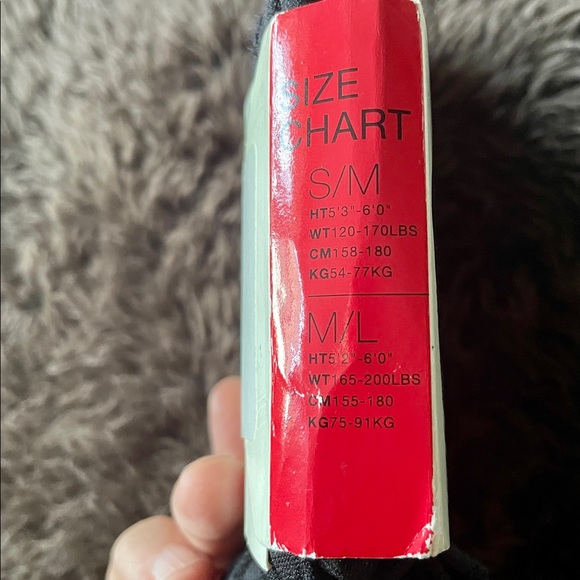 SIZE
CHART
S/M
HT5'3"-6'0"
WT120-170LBS
CM158-180
KG54-77KG
M/L
HT5'2"-6'0"
WT165-200LBS
CM155-180
KG75-91KG